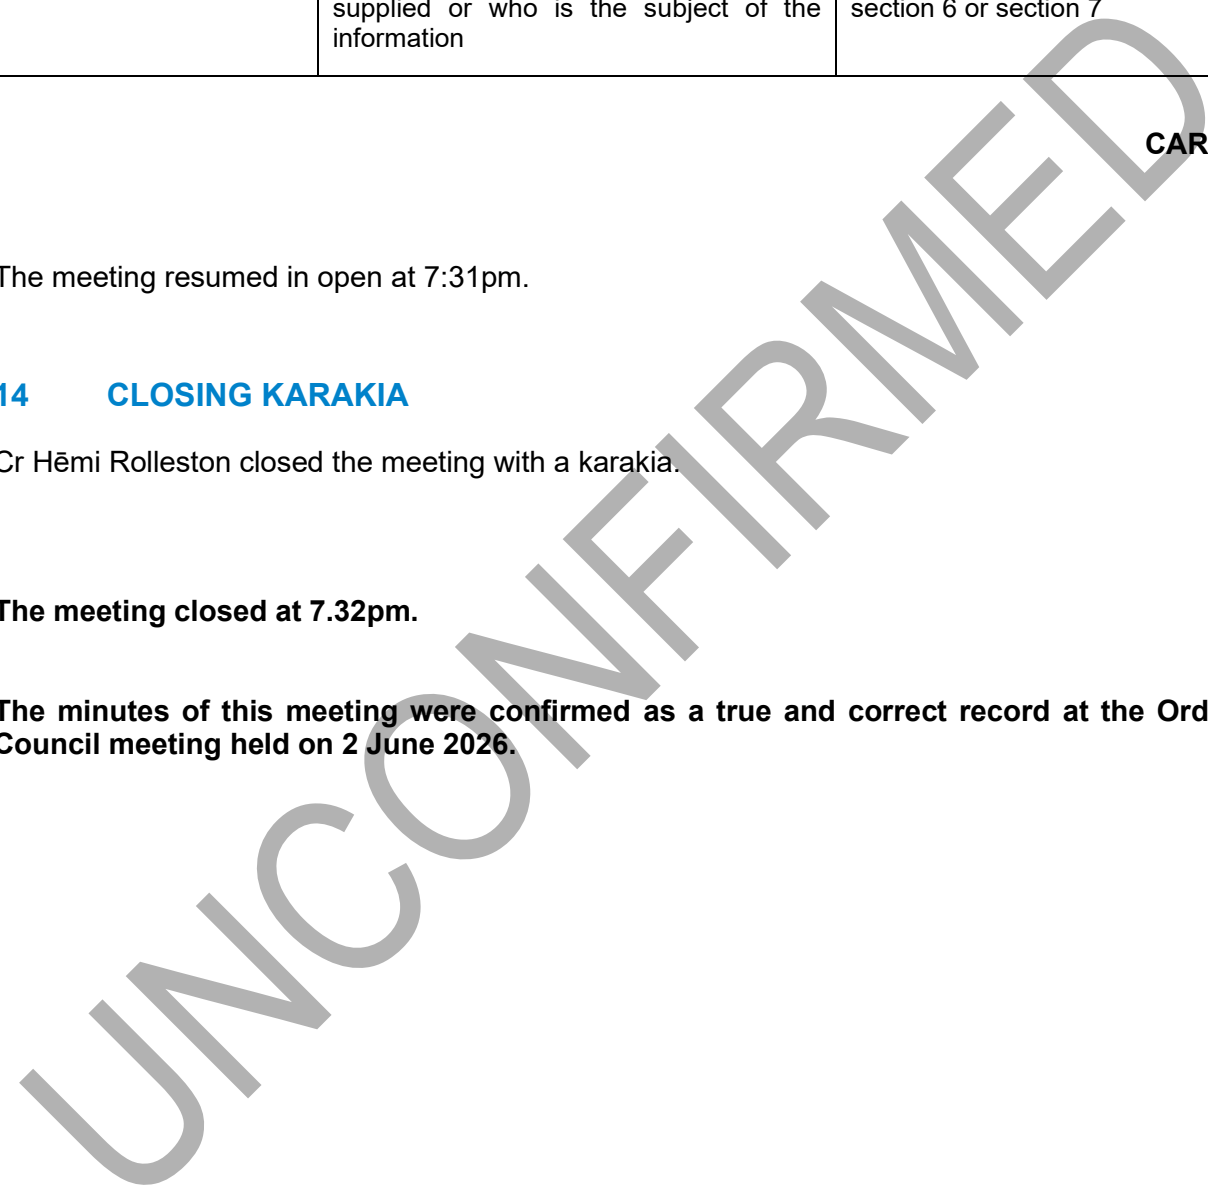 supplied or who is the subject of the
information
section 6 or section 7
CAR
The meeting resumed in open at 7:31pm.
14 CLOSING KARAKIA
Cr Hēmi Rolleston closed the meeting with a karakia.
The meeting closed at 7.32pm.
The minutes of this meeting were confirmed as a true and correct record at the Ord
Council meeting held on 2 June 2026.
UNCONFIRMED